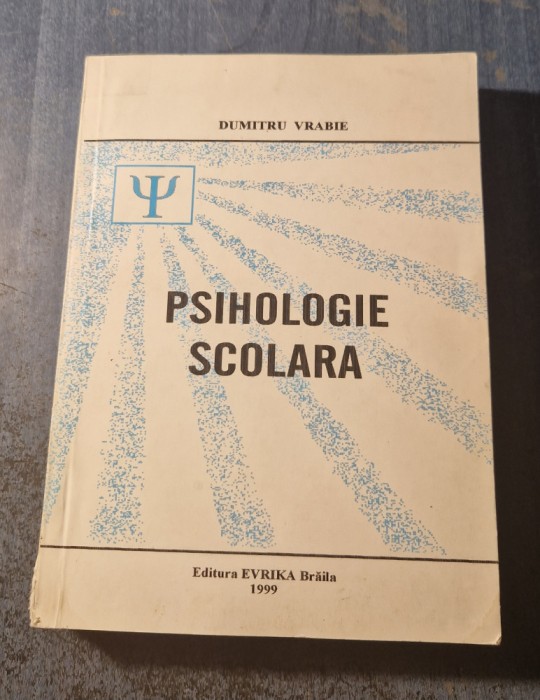 DUMITRU VRABIE
Ψ
PSIHOLOGIE
SCOLARA
Editura EVRIKA Brăila
1999